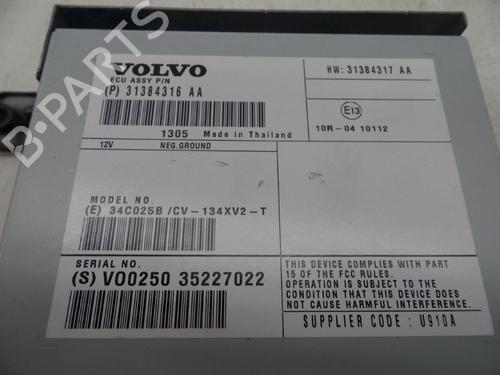 B-PARTS
VOLVO
ECU ASSY P/N
(P) 31384316 AA
HW: 31384317 AA
E13
10R-04 10112
1305 Made in Thailand
12V NEG.GROUND
MODEL NO.
(E) 34C025B /CV-134XV2-T
SERIAL NO.
(S) VO0250 35227022
THIS DEVICE COMPLIES WITH PART
15 OF THE FCC RULES.
OPERATION IS SUBJECT TO THE
CONDITION THAT THIS DEVICE DOES
NOT CAUSE HARMFUL INTERFERENCE.
SUPPLIER CODE : U910A